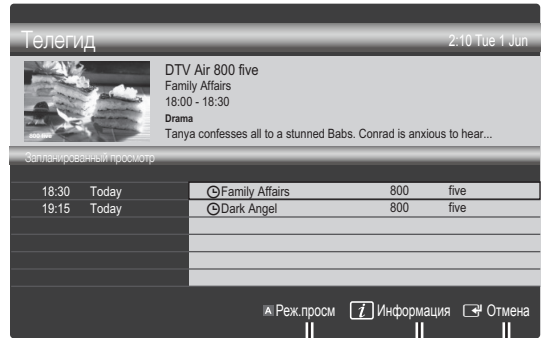 Телегид 2:10 Tue 1 Jun
DTV Air 800 five
Family Affairs
18:00 - 18:30
Drama
Tanya confesses all to a stunned Babs. Conrad is anxious to hear...
Запланированный просмотр
18:30 Today Family Affairs 800 five
19:15 Today Dark Angel 800 five
A Реж.просм i Информация Отмена